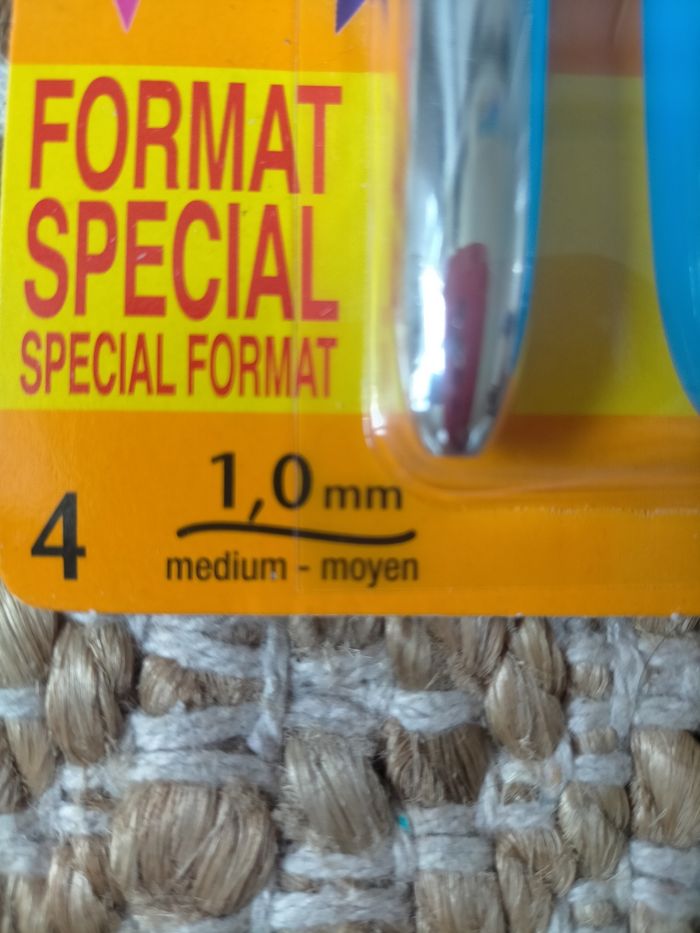 FORMAT
SPECIAL
SPECIAL FORMAT
4
1,0 mm
medium - moyen